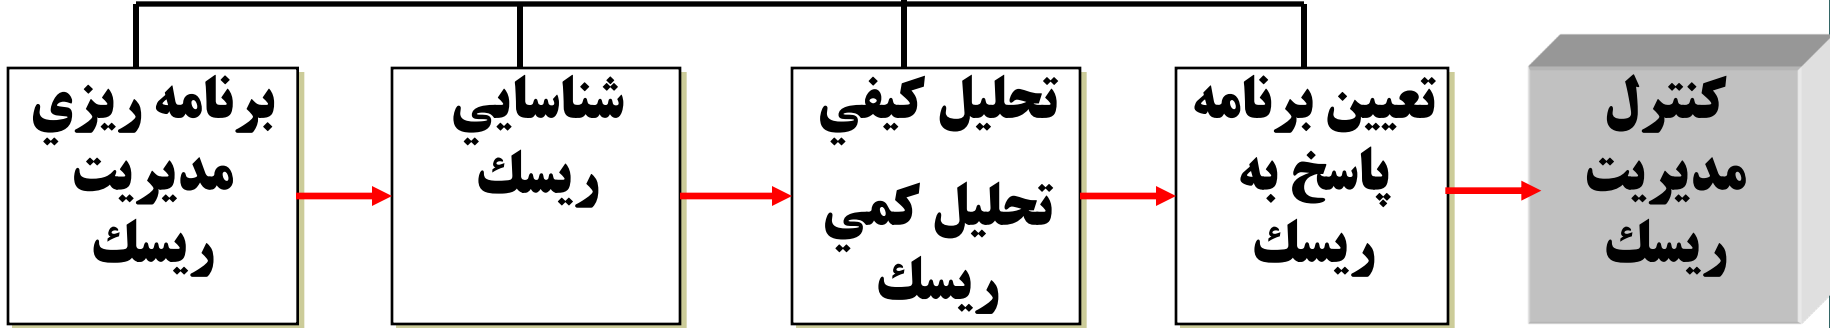 برنامه ريزي
مديريت
ريسك
شناسايي
ريسك
تحليل كيفي
تحليل كمي
ريسك
تعيين برنامه
پاسخ به
ريسك
كنترل
مديريت
ريسك